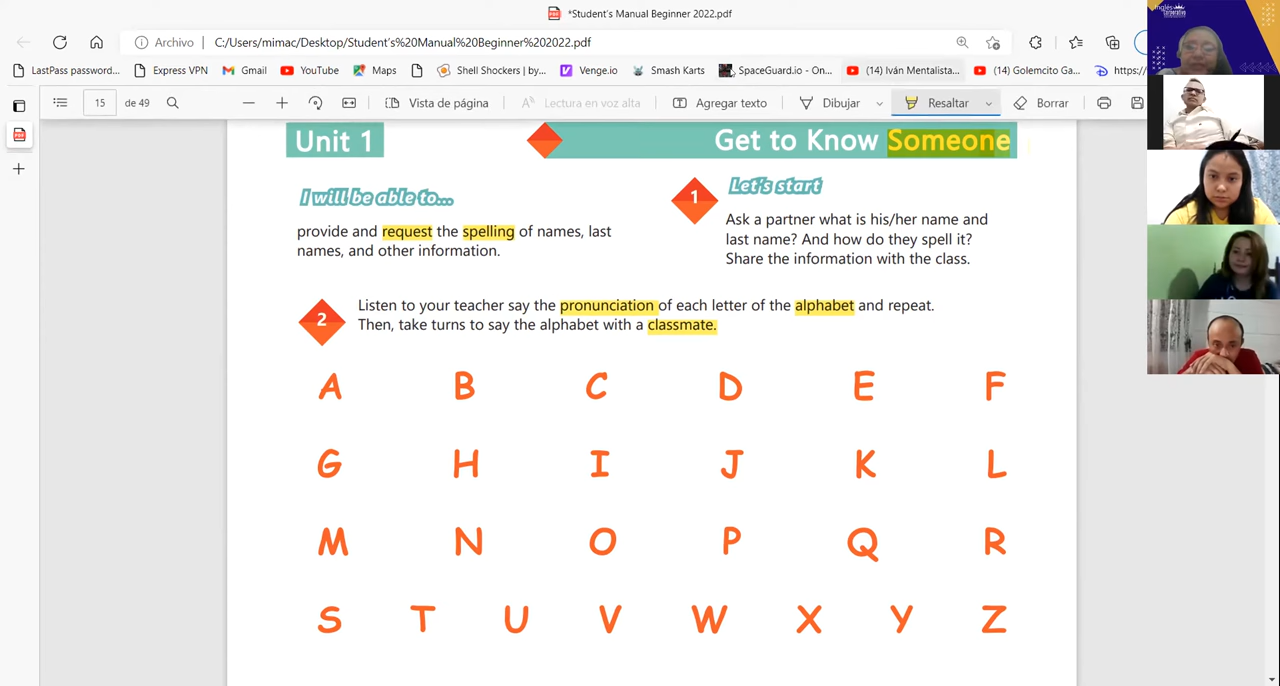 *Student's Manual Beginner 2022.pdf
Archivo C:/Users/mimac/Desktop/Student's%20Manual%20Beginner%202022.pdf
LastPass password... Express VPN Gmail YouTube Maps Shell Shockers | by... Venge.io Smash Karts SpaceGuard.io - On... (14) Iván Mentalista... (14) Golemcito Ga... https:/
15 de 49 Vista de página Lectura en voz alta Agregar texto Dibujar Resaltar Borrar
Unit 1
Get to Know Someone
I will be able to...
provide and request the spelling of names, last
names, and other information.
1
Let's start
Ask a partner what is his/her name and
last name? And how do they spell it?
Share the information with the class.
2
Listen to your teacher say the pronunciation of each letter of the alphabet and repeat.
Then, take turns to say the alphabet with a classmate.
A B C D E F
G H I J K L
M N O P Q R
S T U V W X Y Z
inglés
corporativo